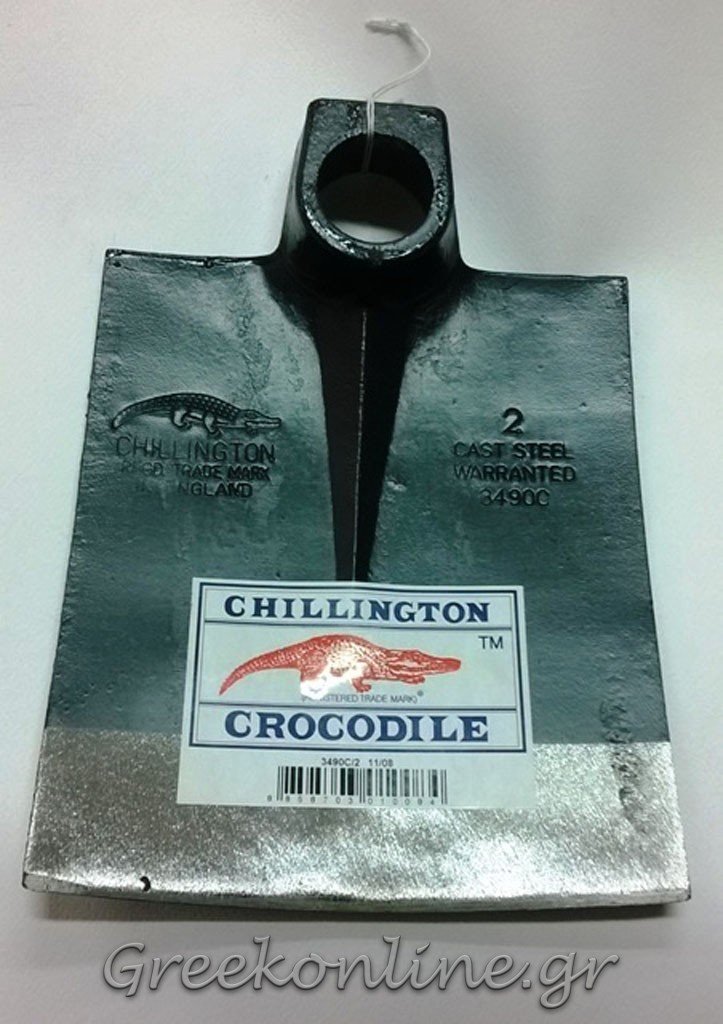 CHILLINGTON
REGD. TRADE MARK
ENGLAND
2
CAST STEEL
WARRANTED
3490C
CHILLINGTON
TM
(REGISTERED TRADE MARK)®
CROCODILE
3490C/2 11/08
Greekonline.gr